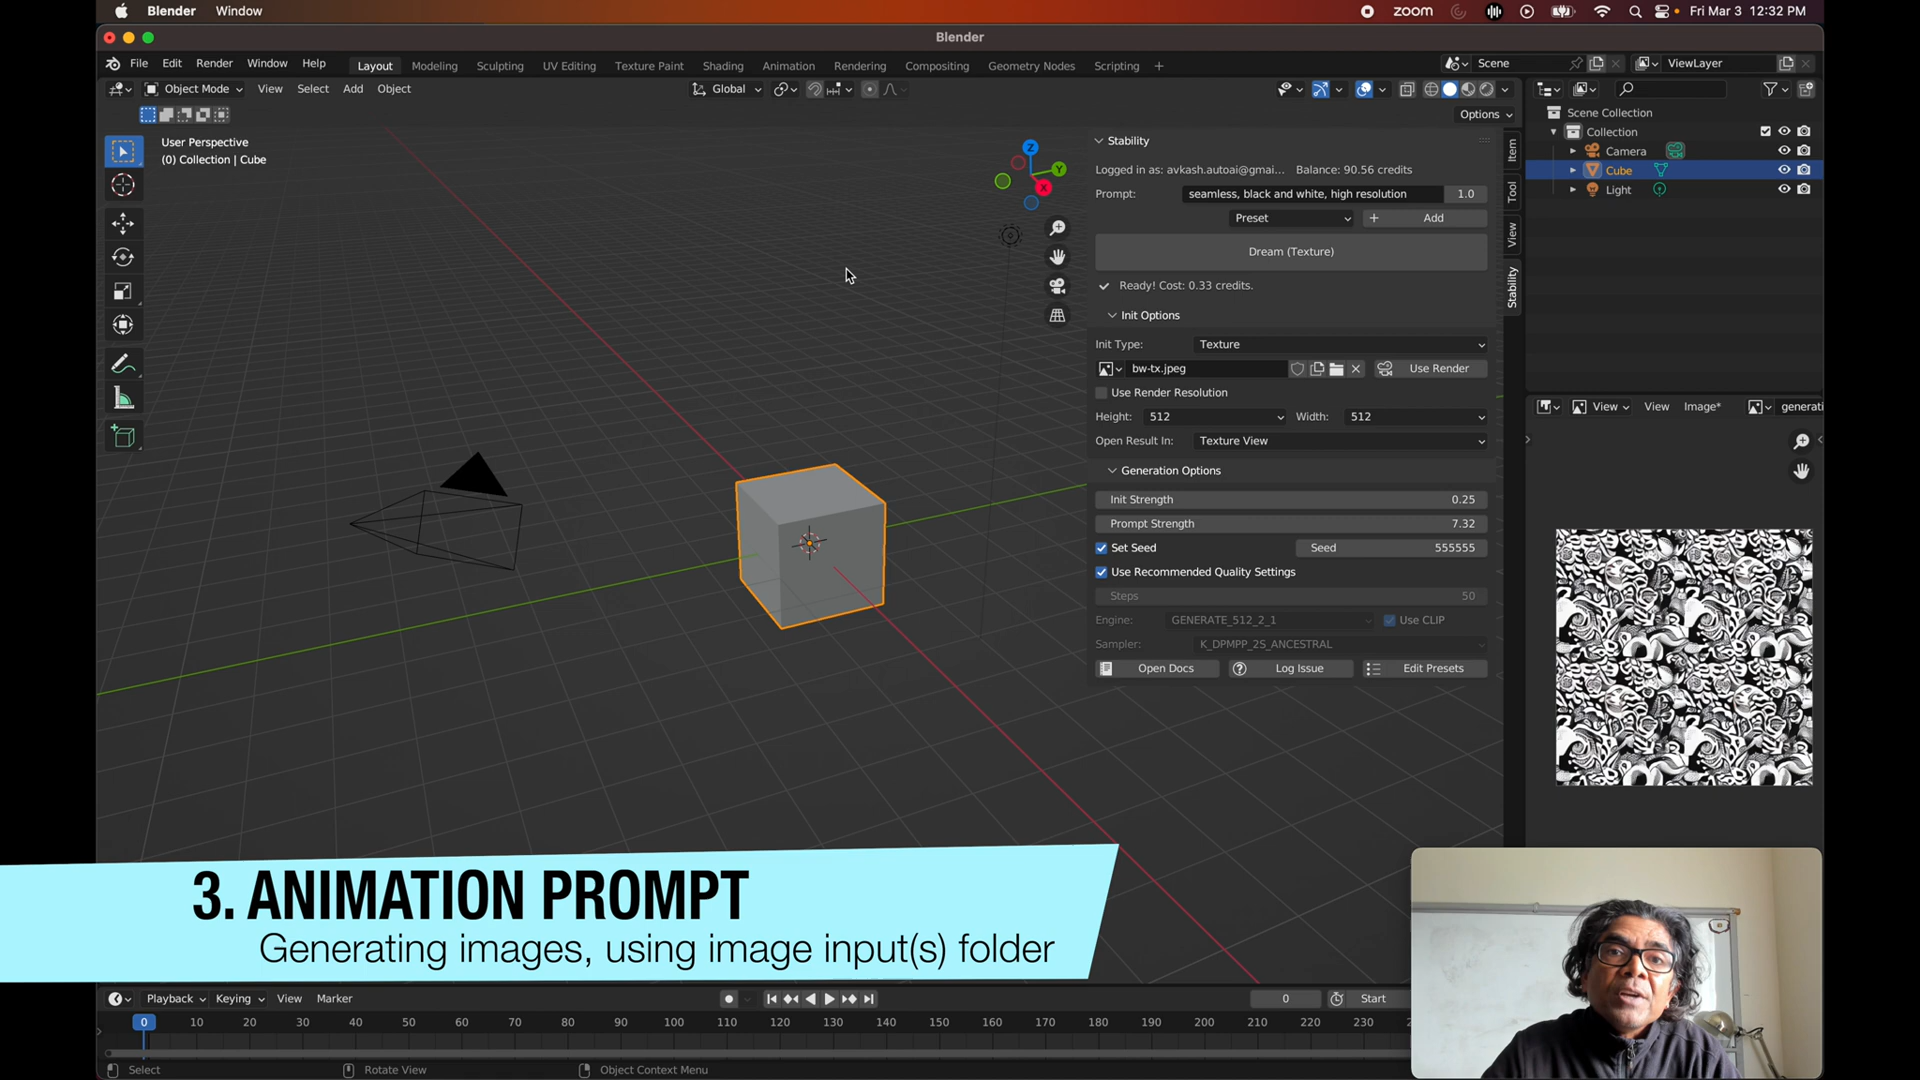 Blender Window
zoom Fri Mar 3 12:32 PM
Blender
File Edit Render Window Help
Layout Modeling Sculpting UV Editing Texture Paint Shading Animation Rendering Compositing Geometry Nodes Scripting +
Scene ViewLayer
Object Mode View Select Add Object
Global
Options
User Perspective
(0) Collection | Cube
Z
Y
X
Stability
Logged in as: avkash.autoai@gmai... Balance: 90.56 credits
Prompt: seamless, black and white, high resolution 1.0
Preset + Add
Dream (Texture)
Ready! Cost: 0.33 credits.
Init Options
Init Type: Texture
bw-tx.jpeg Use Render
Use Render Resolution
Height: 512 Width: 512
Open Result In: Texture View
Generation Options
Init Strength 0.25
Prompt Strength 7.32
Set Seed Seed 555555
Use Recommended Quality Settings
Steps 50
Engine: GENERATE_512_2_1 Use CLIP
Sampler: K_DPMPP_2S_ANCESTRAL
Open Docs Log Issue Edit Presets
Item
Tool
View
Stability
Scene Collection
Collection
Camera
Cube
Light
View View Image* generati
3. ANIMATION PROMPT
Generating images, using image input(s) folder
Playback Keying View Marker
0 Start
0 10 20 30 40 50 60 70 80 90 100 110 120 130 140 150 160 170 180 190 200 210 220 230
Select Rotate View Object Context Menu